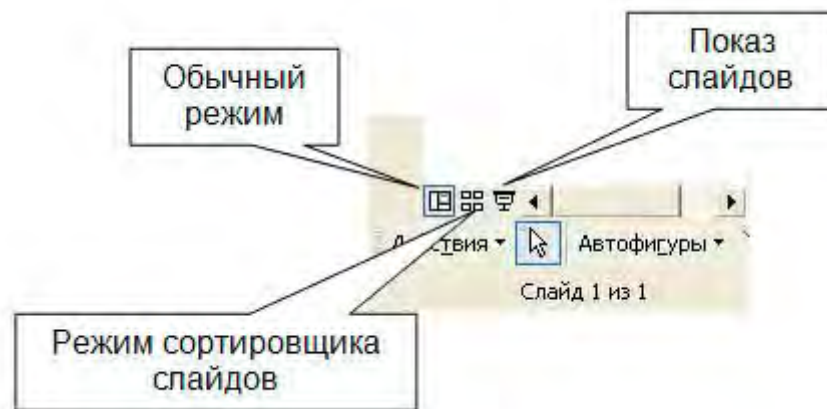 Обычный
режим
Показ
слайдов
Автофигуры
Слайд 1 из 1
Режим сортировщика
слайдов